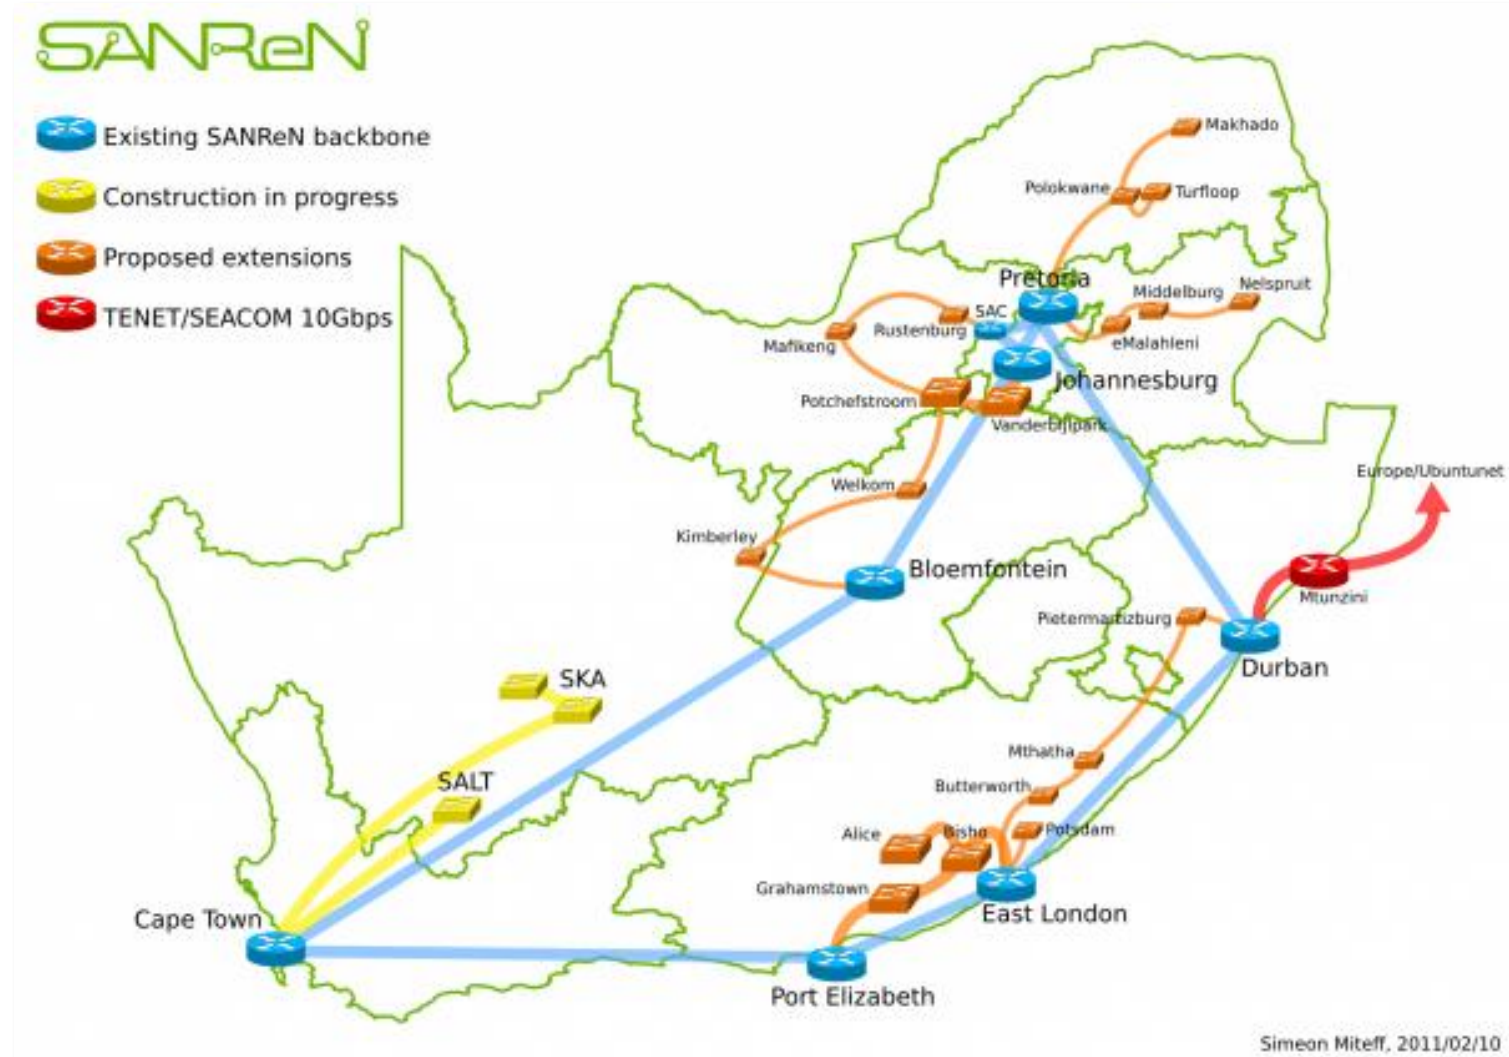 SANReN
Existing SANReN backbone
Construction in progress
Proposed extensions
TENET/SEACOM 10Gbps
Makhado
Polokwane
Turfloop
Pretoria
Nelspruit
Middelburg
SAC
Rustenburg
eMalahleni
Mafikeng
Johannesburg
Potchefstroom
Vanderbijlpark
Europe/Ubuntunet
Welkom
Kimberley
Bloemfontein
Mtunzini
Pietermartizburg
Durban
SKA
Mthatha
SALT
Butterworth
Alice
Bisho
Potsdam
Grahamstown
Cape Town
East London
Port Elizabeth
Simeon Miteff, 2011/02/10